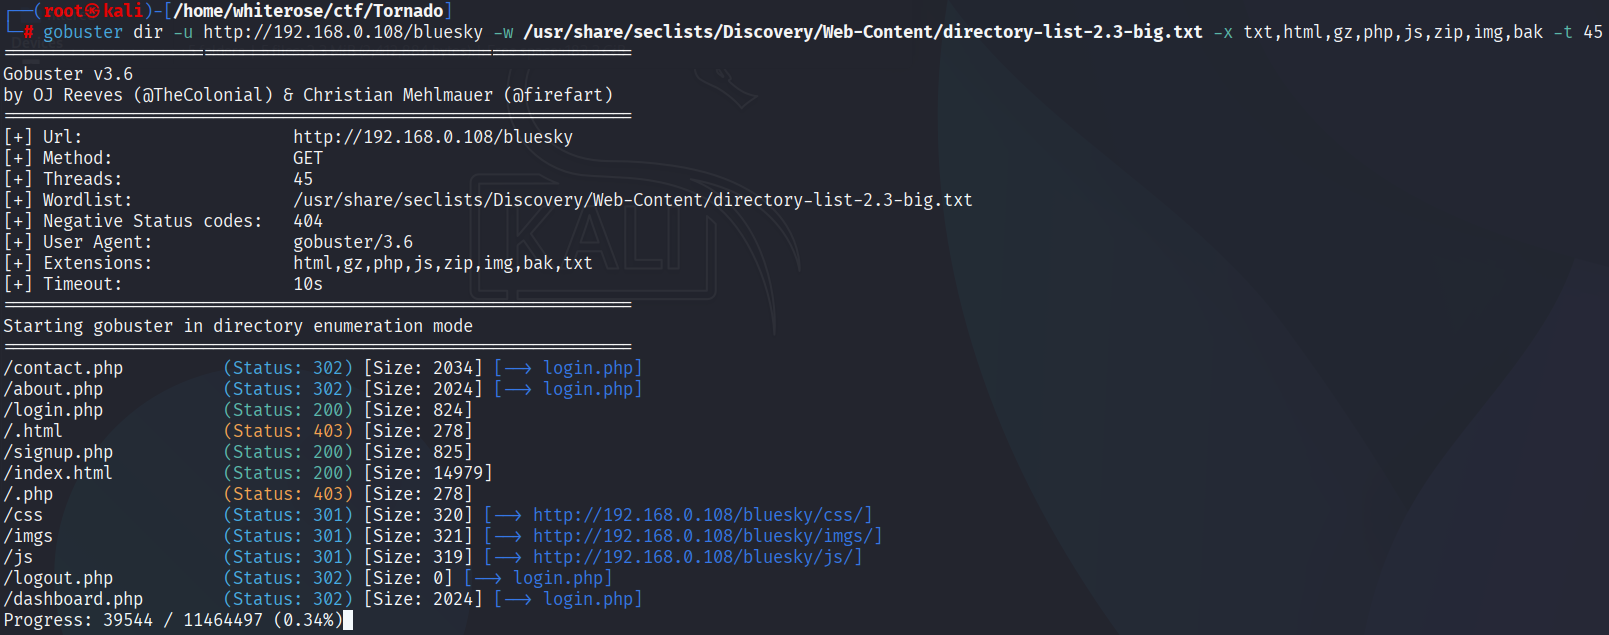 ┌──(root㉿kali)-[/home/whiterose/ctf/Tornado]
└─# gobuster dir -u http://192.168.0.108/bluesky -w /usr/share/seclists/Discovery/Web-Content/directory-list-2.3-big.txt -x txt,html,gz,php,js,zip,img,bak -t 45
===============================================================
Gobuster v3.6
by OJ Reeves (@TheColonial) & Christian Mehlmauer (@firefart)
===============================================================
[+] Url:                     http://192.168.0.108/bluesky
[+] Method:                  GET
[+] Threads:                 45
[+] Wordlist:                /usr/share/seclists/Discovery/Web-Content/directory-list-2.3-big.txt
[+] Negative Status codes:   404
[+] User Agent:              gobuster/3.6
[+] Extensions:              html,gz,php,js,zip,img,bak,txt
[+] Timeout:                 10s
===============================================================
Starting gobuster in directory enumeration mode
===============================================================
/contact.php          (Status: 302) [Size: 2034] [--> login.php]
/about.php            (Status: 302) [Size: 2024] [--> login.php]
/login.php            (Status: 200) [Size: 824]
/.html                (Status: 403) [Size: 278]
/signup.php           (Status: 200) [Size: 825]
/index.html           (Status: 200) [Size: 14979]
/.php                 (Status: 403) [Size: 278]
/css                  (Status: 301) [Size: 320] [--> http://192.168.0.108/bluesky/css/]
/imgs                 (Status: 301) [Size: 321] [--> http://192.168.0.108/bluesky/imgs/]
/js                   (Status: 301) [Size: 319] [--> http://192.168.0.108/bluesky/js/]
/logout.php           (Status: 302) [Size: 0] [--> login.php]
/dashboard.php        (Status: 302) [Size: 2024] [--> login.php]
Progress: 39544 / 11464497 (0.34%)
KALI